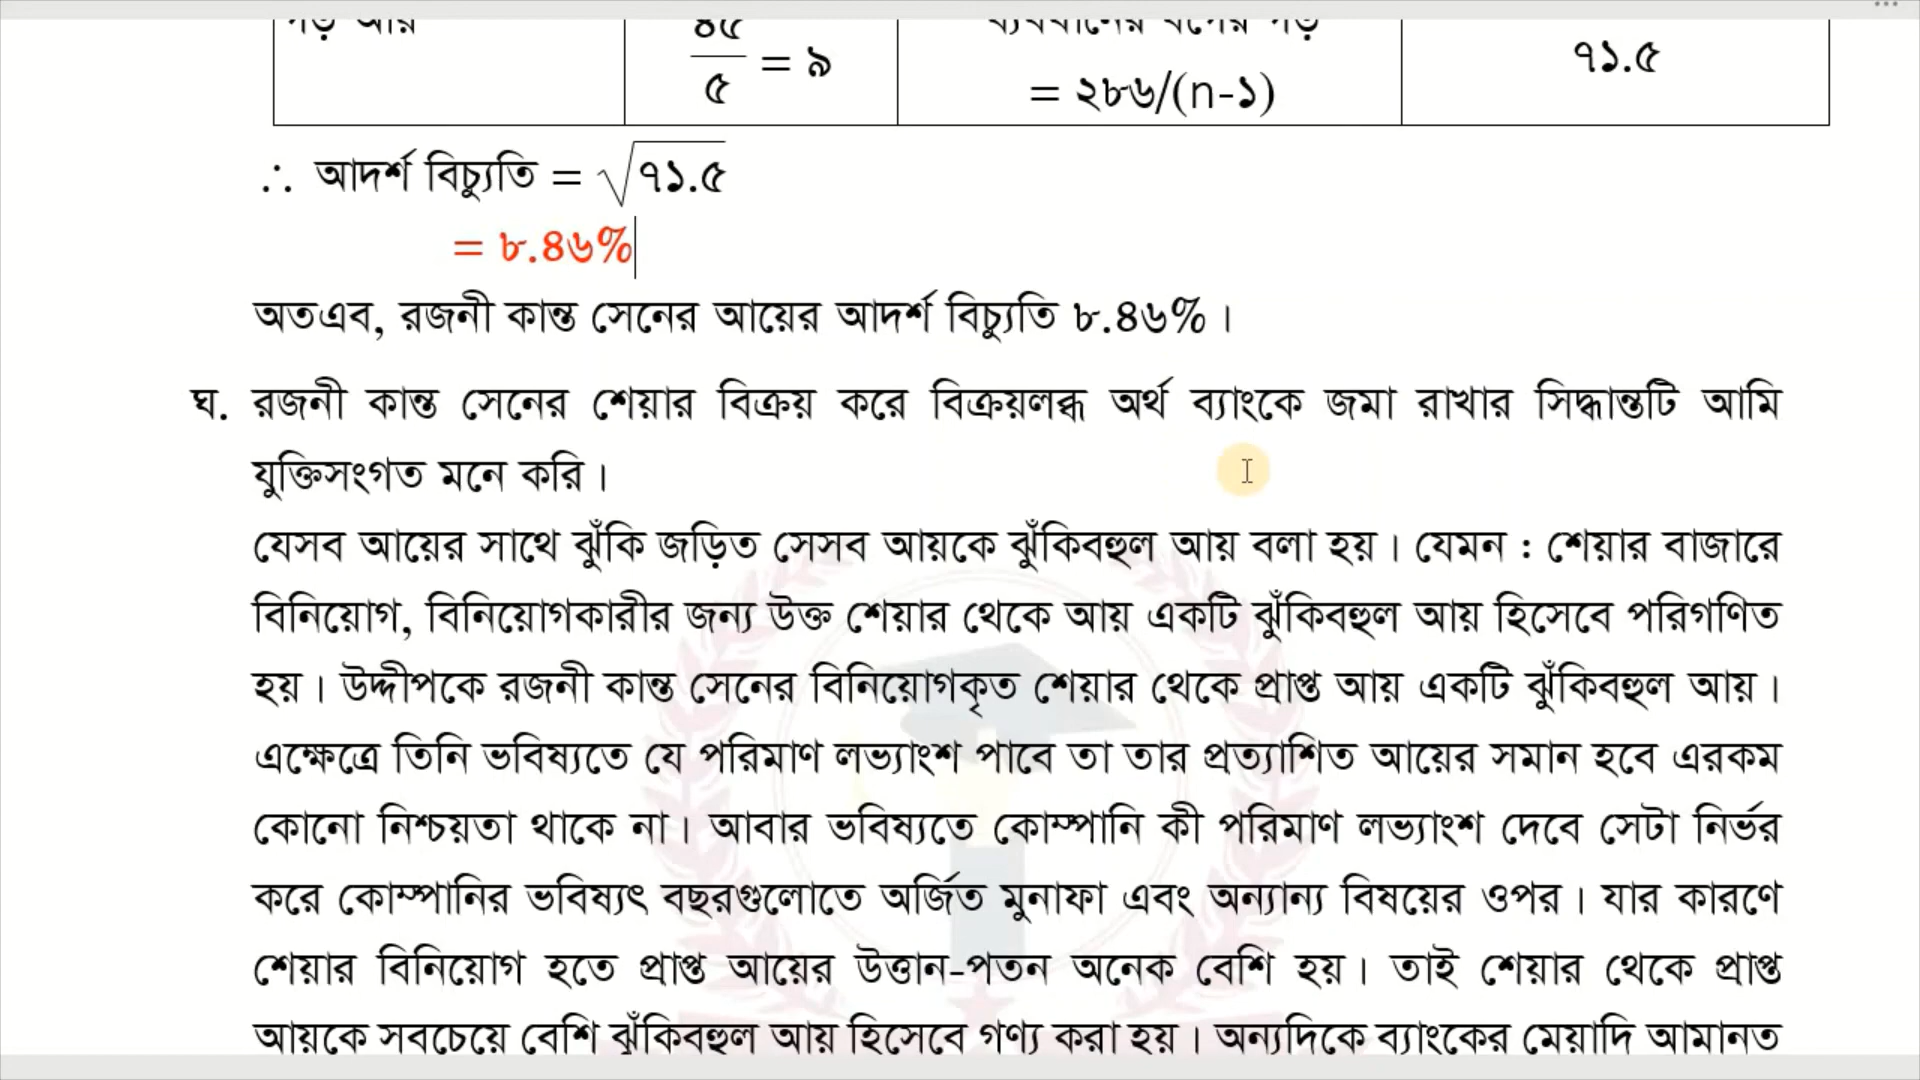 গড় আয়
৪৫
৫
= ৯
ব্যবধানের বর্গের গড়
= ২৮৬/(n-১)
৭১.৫
∴ আদর্শ বিচ্যুতি = √৭১.৫
= ৮.৪৬%
অতএব, রজনী কান্ত সেনের আয়ের আদর্শ বিচ্যুতি ৮.৪৬%।
ঘ. রজনী কান্ত সেনের শেয়ার বিক্রয় করে বিক্রয়লব্ধ অর্থ ব্যাংকে জমা রাখার সিদ্ধান্তটি আমি
যুক্তিসংগত মনে করি।
যেসব আয়ের সাথে ঝুঁকি জড়িত সেসব আয়কে ঝুঁকিবহুল আয় বলা হয়। যেমন : শেয়ার বাজারে
বিনিয়োগ, বিনিয়োগকারীর জন্য উক্ত শেয়ার থেকে আয় একটি ঝুঁকিবহুল আয় হিসেবে পরিগণিত
হয়। উদ্দীপকে রজনী কান্ত সেনের বিনিয়োগকৃত শেয়ার থেকে প্রাপ্ত আয় একটি ঝুঁকিবহুল আয়।
এক্ষেত্রে তিনি ভবিষ্যতে যে পরিমাণ লভ্যাংশ পাবে তা তার প্রত্যাশিত আয়ের সমান হবে এরকম
কোনো নিশ্চয়তা থাকে না। আবার ভবিষ্যতে কোম্পানি কী পরিমাণ লভ্যাংশ দেবে সেটা নির্ভর
করে কোম্পানির ভবিষ্যৎ বছরগুলোতে অর্জিত মুনাফা এবং অন্যান্য বিষয়ের ওপর। যার কারণে
শেয়ার বিনিয়োগ হতে প্রাপ্ত আয়ের উত্তান-পতন অনেক বেশি হয়। তাই শেয়ার থেকে প্রাপ্ত
আয়কে সবচেয়ে বেশি ঝুঁকিবহুল আয় হিসেবে গণ্য করা হয়। অন্যদিকে ব্যাংকের মেয়াদি আমানত